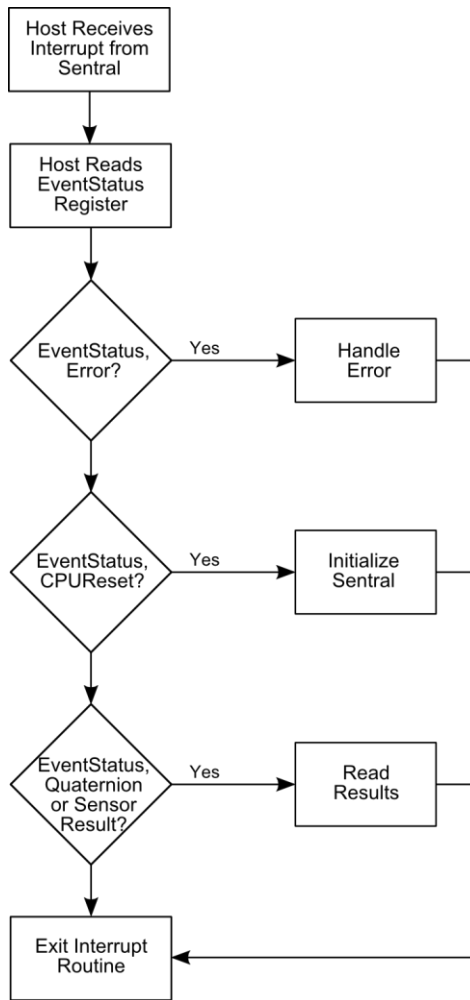 Host Receives
Interrupt from
Sentral
Host Reads
EventStatus
Register
EventStatus,
Error?
Yes
Handle
Error
EventStatus,
CPUReset?
Yes
Initialize
Sentral
EventStatus,
Quaternion
or Sensor
Result?
Yes
Read
Results
Exit Interrupt
Routine